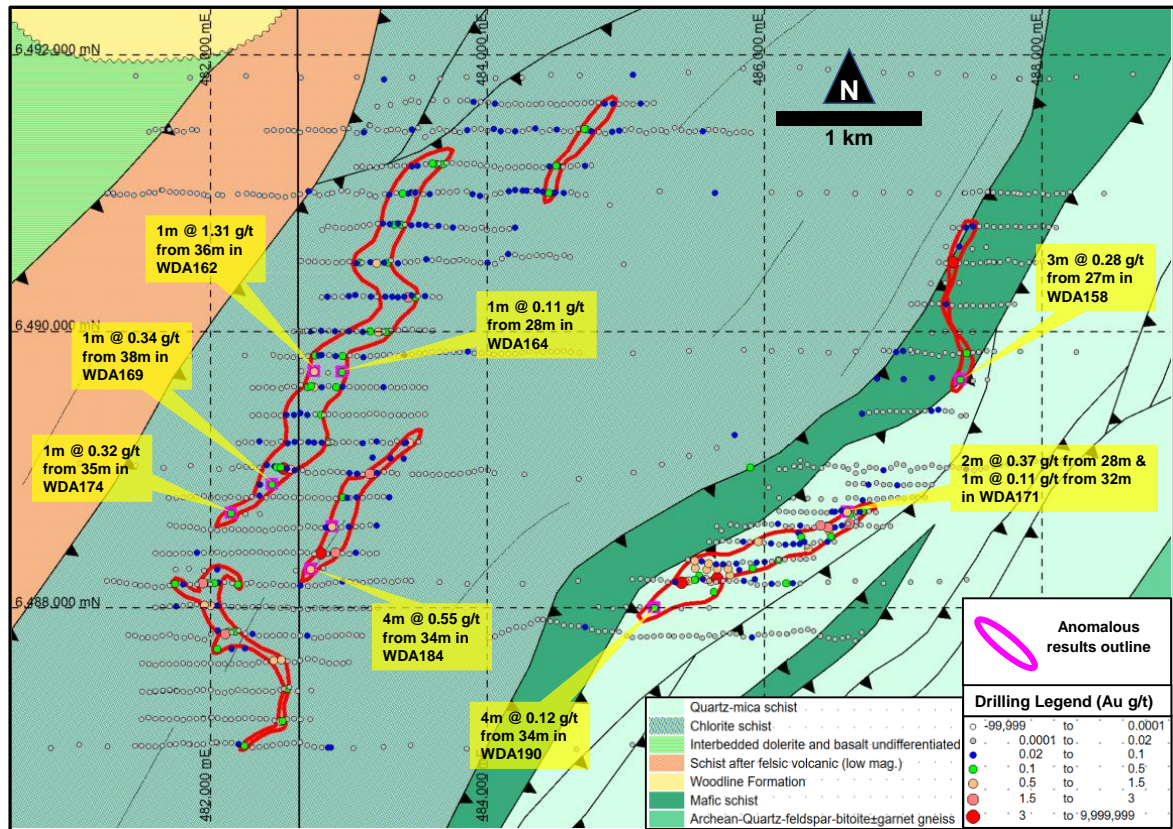 6,492,000 mN
482,000 mE
484,000 mE
486,000 mE
488,000 mE
N
1 km
1m @ 1.31 g/t
from 36m in
WDA162
3m @ 0.28 g/t
from 27m in
WDA158
1m @ 0.11 g/t
from 28m in
WDA164
6,490,000 mN
1m @ 0.34 g/t
from 38m in
WDA169
1m @ 0.32 g/t
from 35m in
WDA174
2m @ 0.37 g/t from 28m &
1m @ 0.11 g/t from 32m
in WDA171
6,488,000 mN
4m @ 0.55 g/t
from 34m in
WDA184
4m @ 0.12 g/t
from 34m in
WDA190
482,000 mE
484,000 mE
Quartz-mica schist
Chlorite schist
Interbedded dolerite and basalt undifferentiated
Schist after felsic volcanic (low mag.)
Woodline Formation
Mafic schist
Archean-Quartz-feldspar-bitoite±garnet gneiss
Anomalous
results outline
Drilling Legend (Au g/t)
-99,999 to 0.0001
0.0001 to 0.02
0.02 to 0.1
0.1 to 0.5
0.5 to 1.5
1.5 to 3
3 to 9,999,999